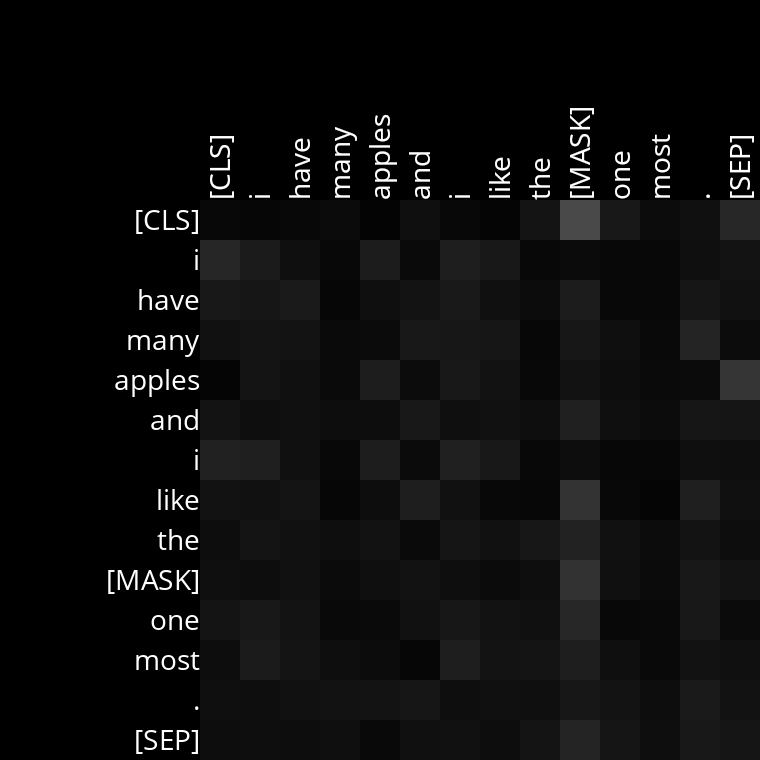 [CLS] i have many apples and i like the [MASK] one most . [SEP]
[CLS]
i
have
many
apples
and
i
like
the
[MASK]
one
most
.
[SEP]